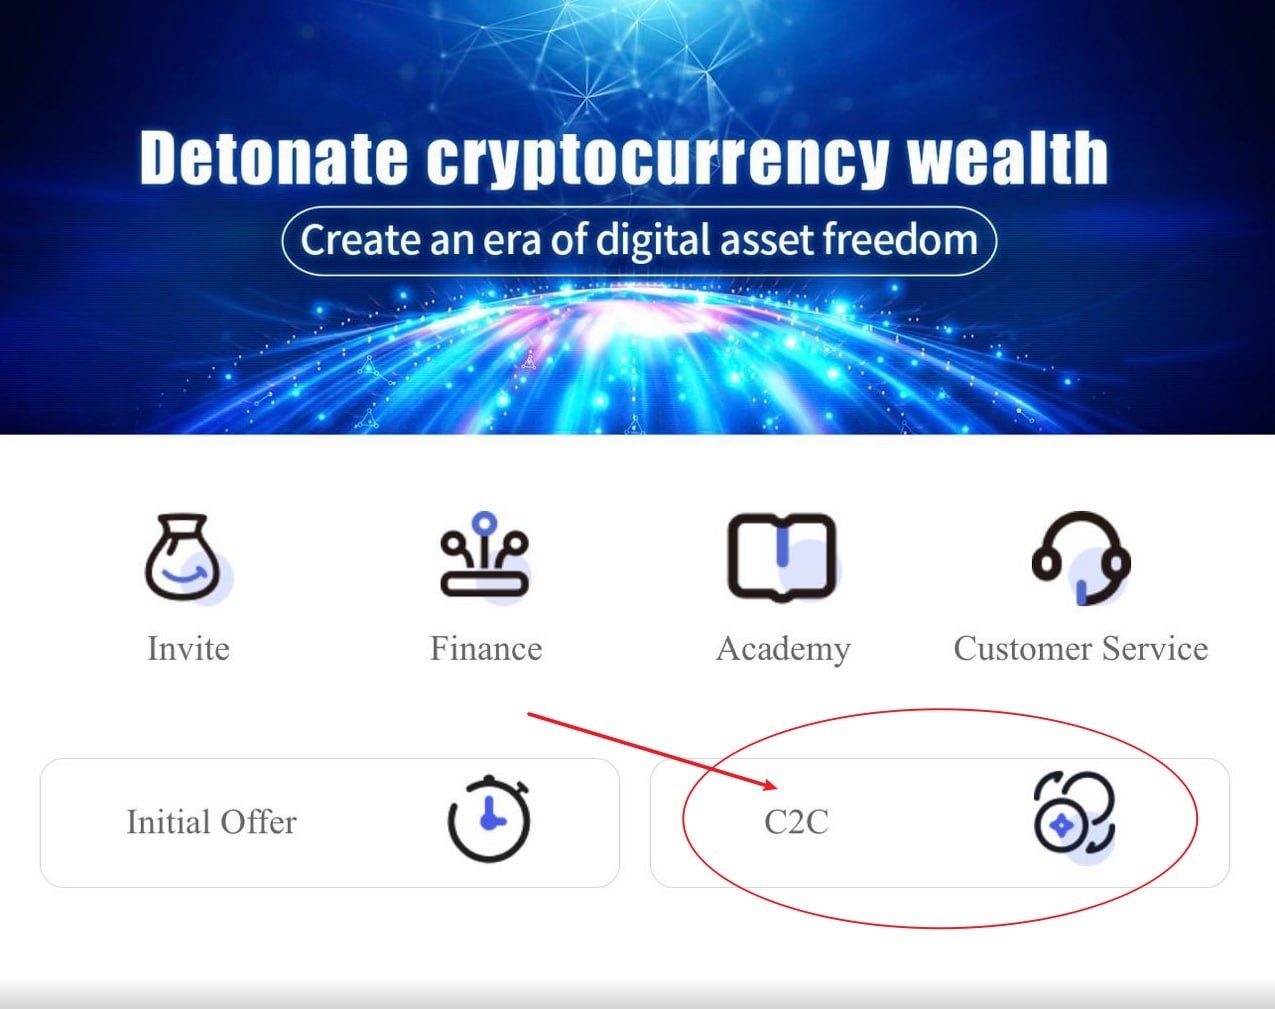 Detonate cryptocurrency wealth
Create an era of digital asset freedom
Invite
Finance
Academy
Customer Service
Initial Offer
C2C